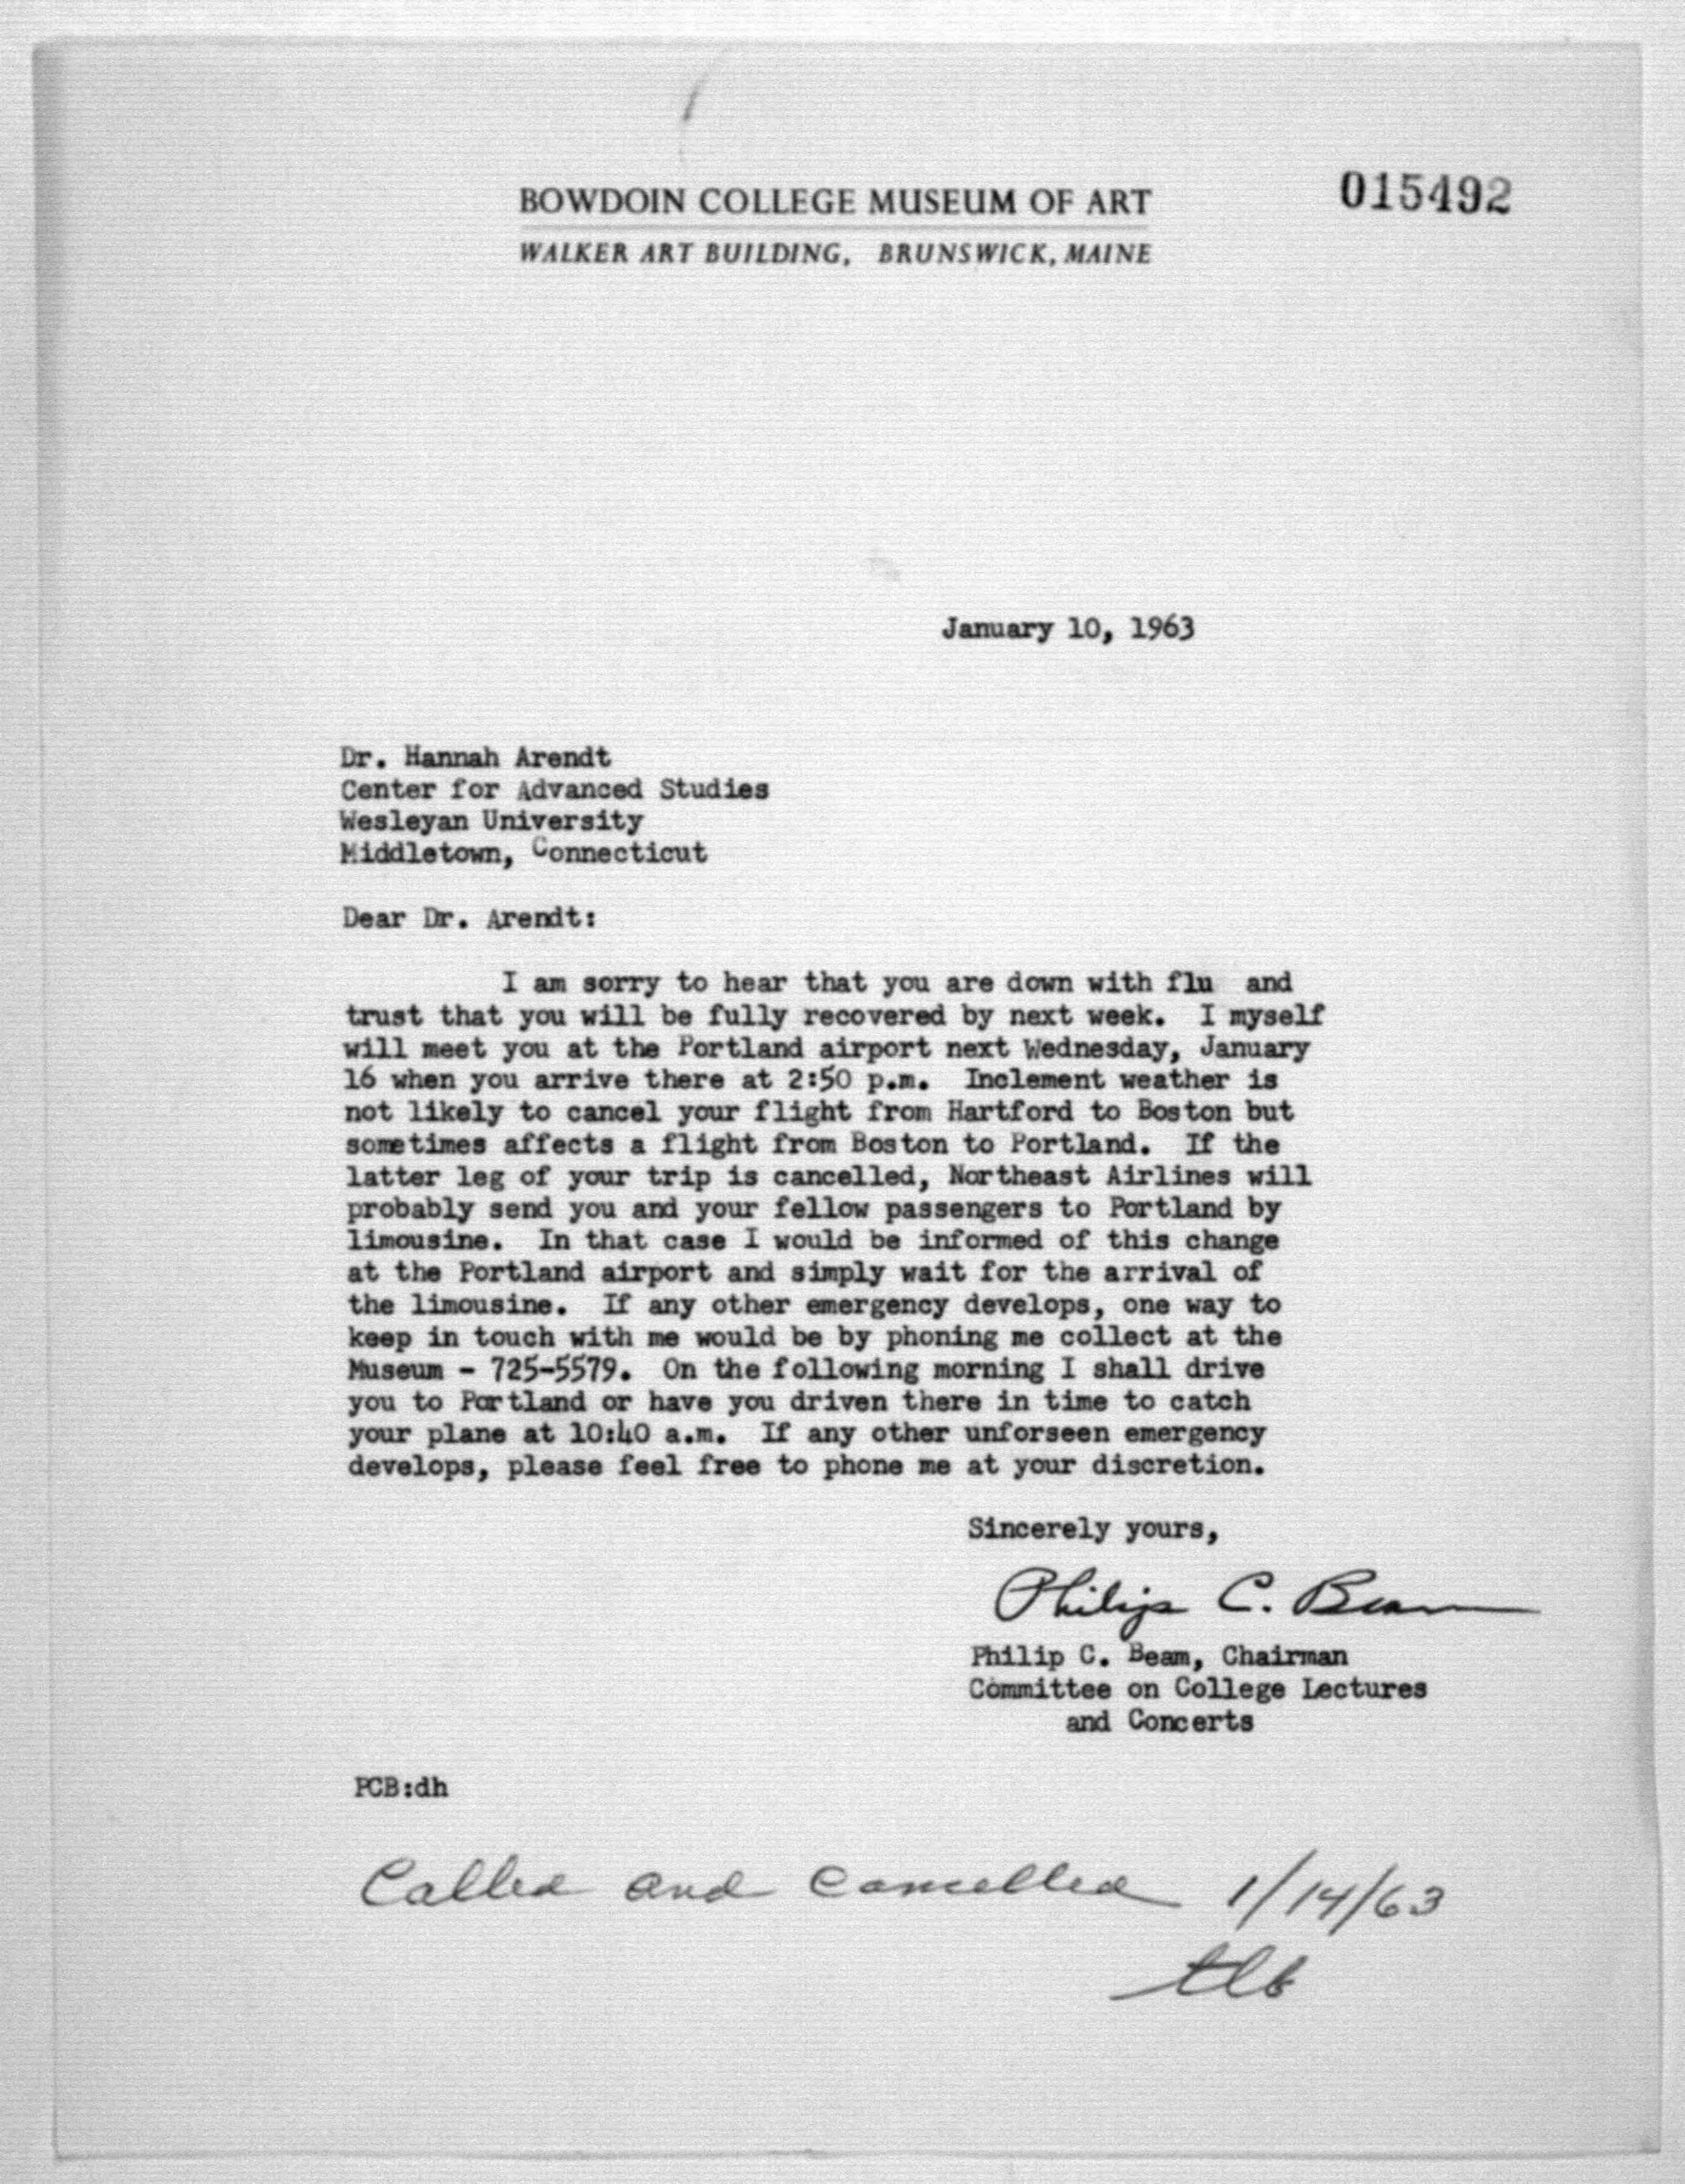 BOWDOIN COLLEGE MUSEUM OF ART
015492
WALKER ART BUILDING, BRUNSWICK, MAINE
January 10, 1963
Dr. Hannah Arendt
Center for Advanced Studies
Wesleyan University
Middletown, Connecticut
Dear Dr. Arendt:
I am sorry to hear that you are down with flu and
trust that you will be fully recovered by next week. I myself
will meet you at the Portland airport next Wednesday, January
16 when you arrive there at 2:50 p.m. Inclement weather is
not likely to cancel your flight from Hartford to Boston but
sometimes affects a flight from Boston to Portland. If the
latter leg of your trip is cancelled, Northeast Airlines will
probably send you and your fellow passengers to Portland by
limousine. In that case I would be informed of this change
at the Portland airport and simply wait for the arrival of
the limousine. If any other emergency develops, one way to
keep in touch with me would be by phoning me collect at the
Museum - 725-5579. On the following morning I shall drive
you to Portland or have you driven there in time to catch
your plane at 10:40 a.m. If any other unforseen emergency
develops, please feel free to phone me at your discretion.
Sincerely yours,
Philip C. Beam
Philip C. Beam, Chairman
Committee on College Lectures
and Concerts
PCB:dh
Called and Cancelled 1/14/63
tlb